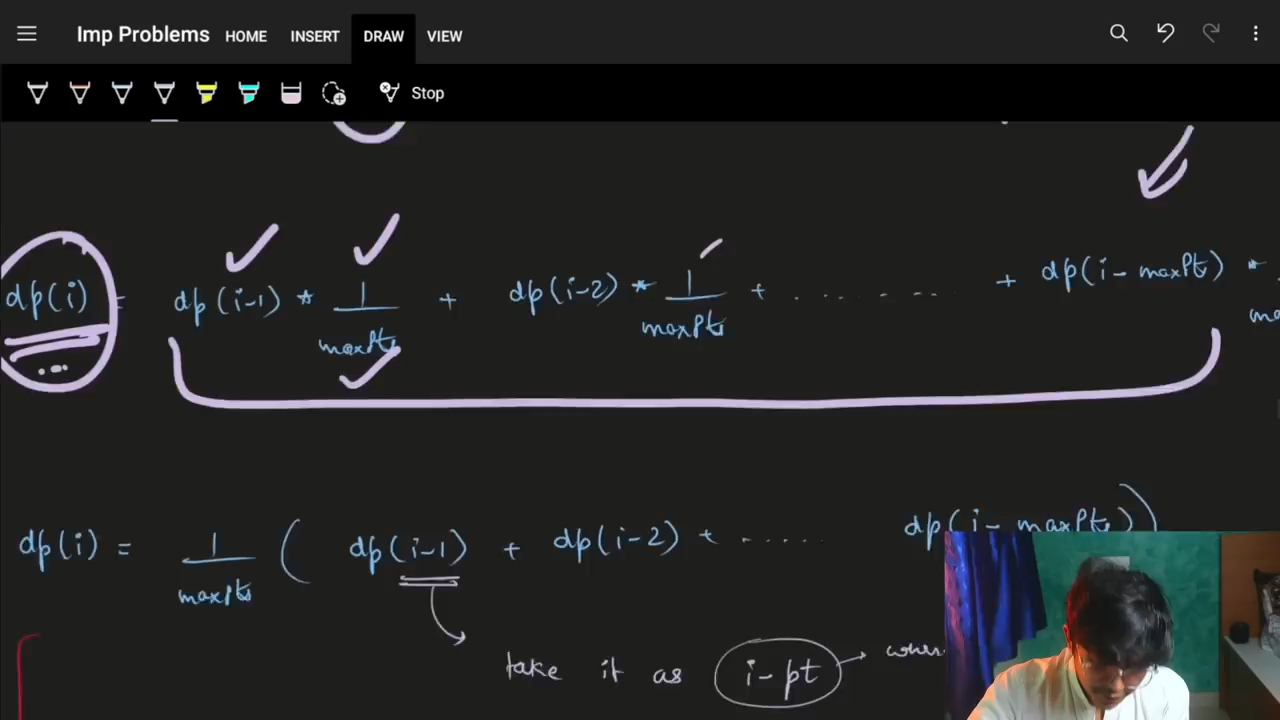 Imp Problems HOME INSERT DRAW VIEW
Stop
dp(i) = dp(i-1) * 1/maxPts + dp(i-2) * 1/maxPts + .......... + dp(i - maxPt) *
dp(i) = 1/maxPts ( dp(i-1) + dp(i-2) + ..... dp(i - maxPts) )
take it as i-pt →